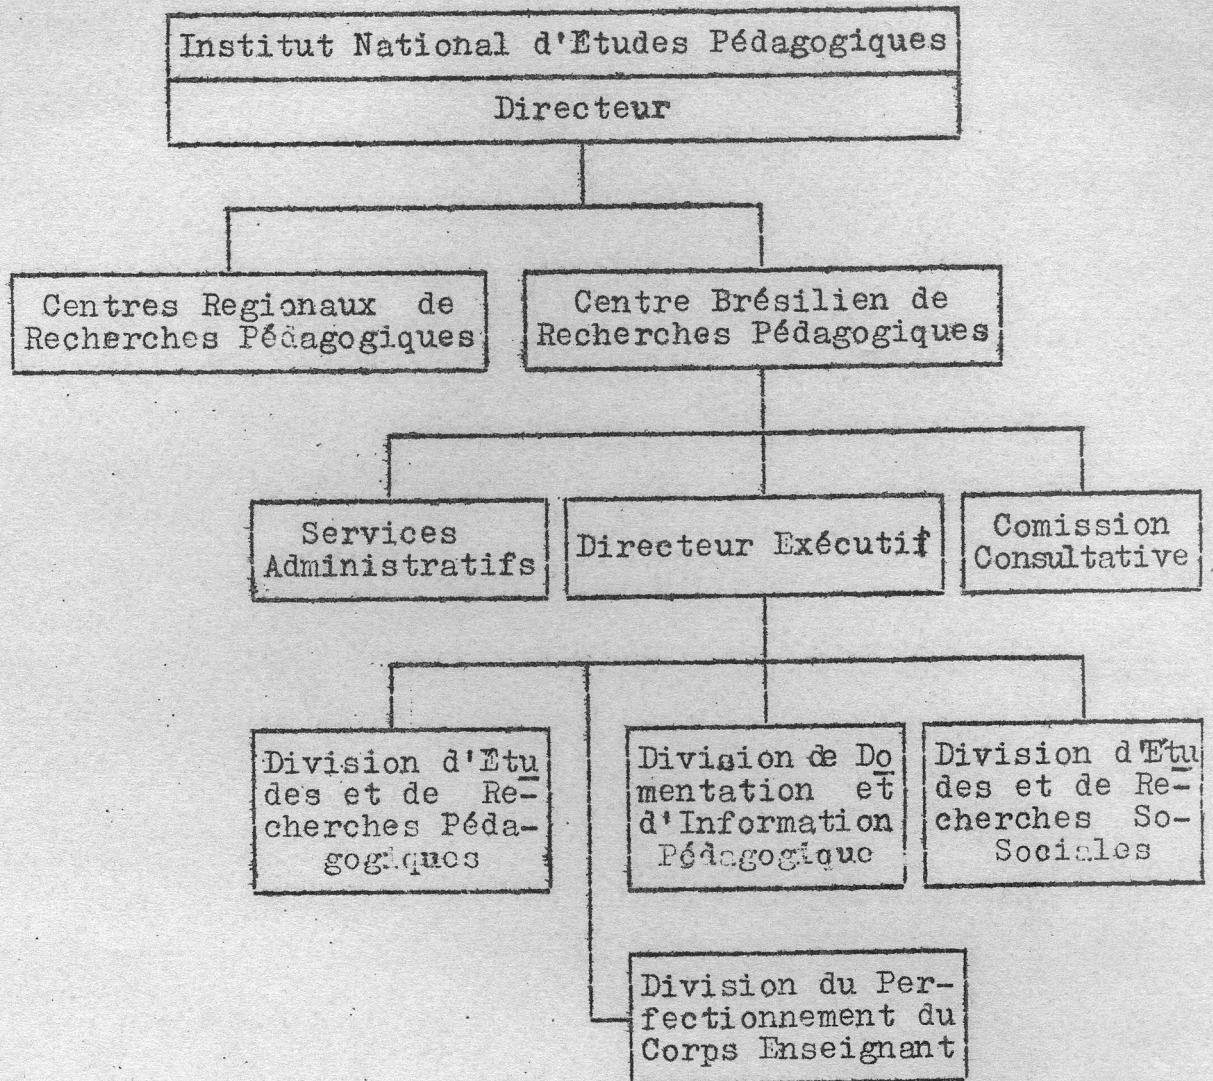 Institut National d'Etudes Pédagogiques
Directeur
Centres Regionaux de
Recherches Pédagogiques
Centre Brésilien de
Recherches Pédagogiques
Services
Administratifs
Directeur Exécutif
Comission
Consultative
Division d'Etu
des et de Re-
cherches Péda-
gogiques
Division de Do
mentation et
d'Information
Pédagogique
Division d'Etu
des et de Re-
cherches So-
Sociales
Division du Per-
fectionnement du
Corps Enseignant